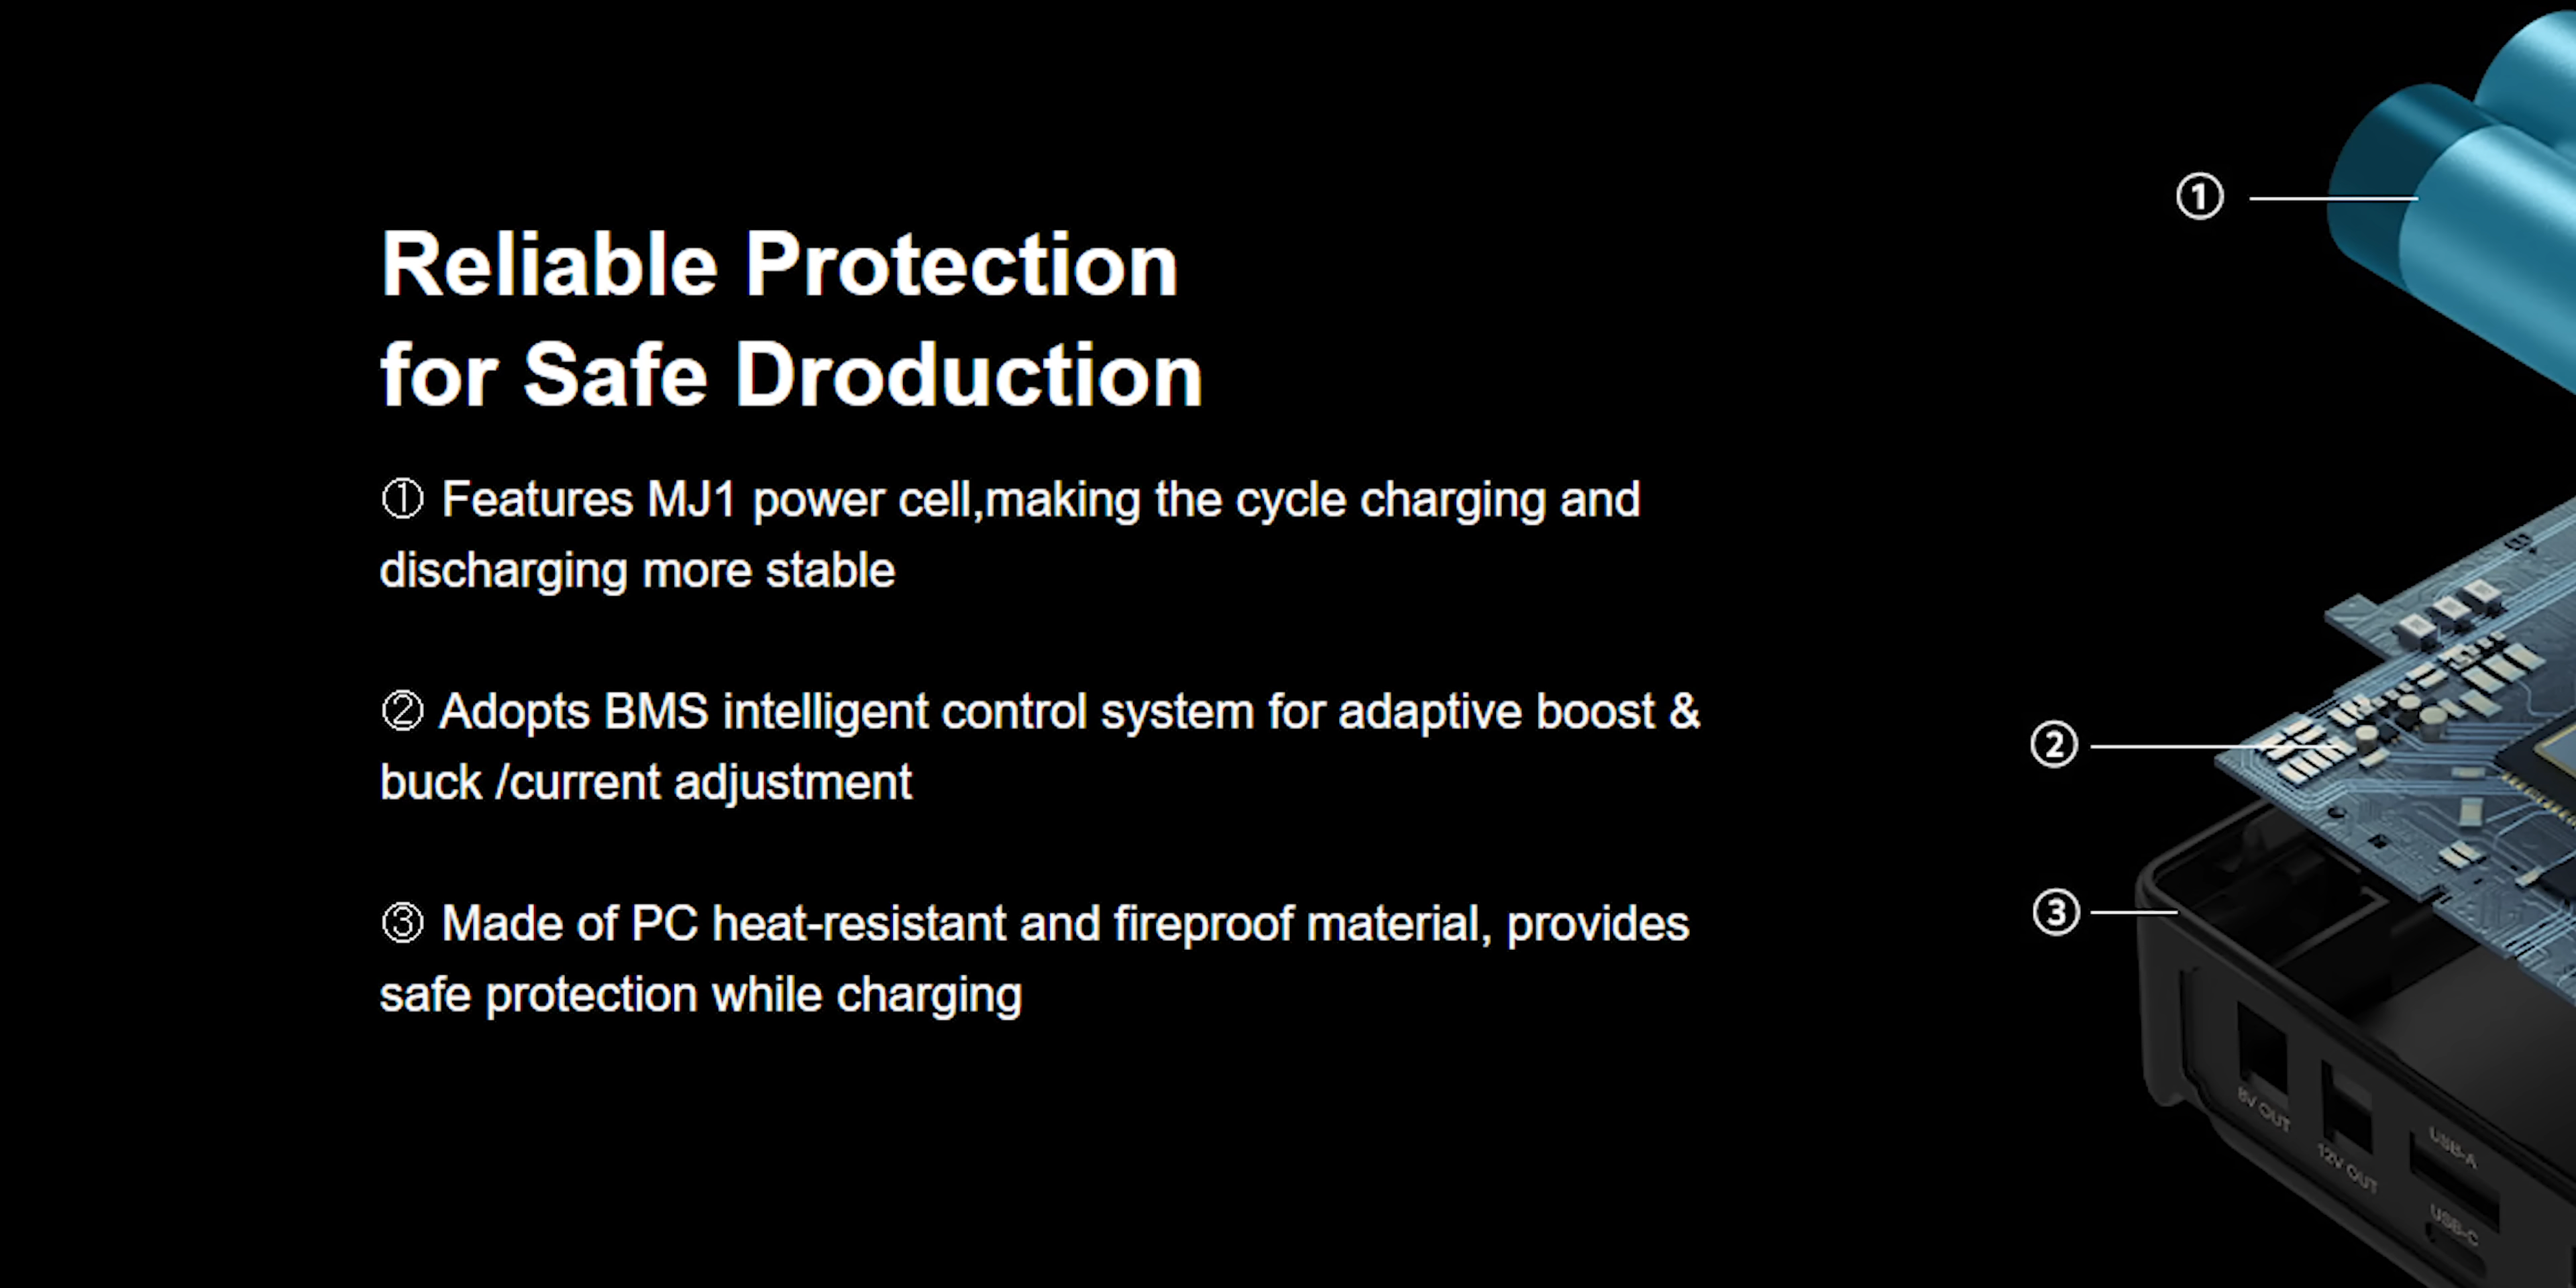 Reliable Protection
for Safe Droduction
① Features MJ1 power cell,making the cycle charging and
discharging more stable
② Adopts BMS intelligent control system for adaptive boost &
buck /current adjustment
③ Made of PC heat-resistant and fireproof material, provides
safe protection while charging
①
②
③
8V OUT
12V OUT
USB-A
USB-C